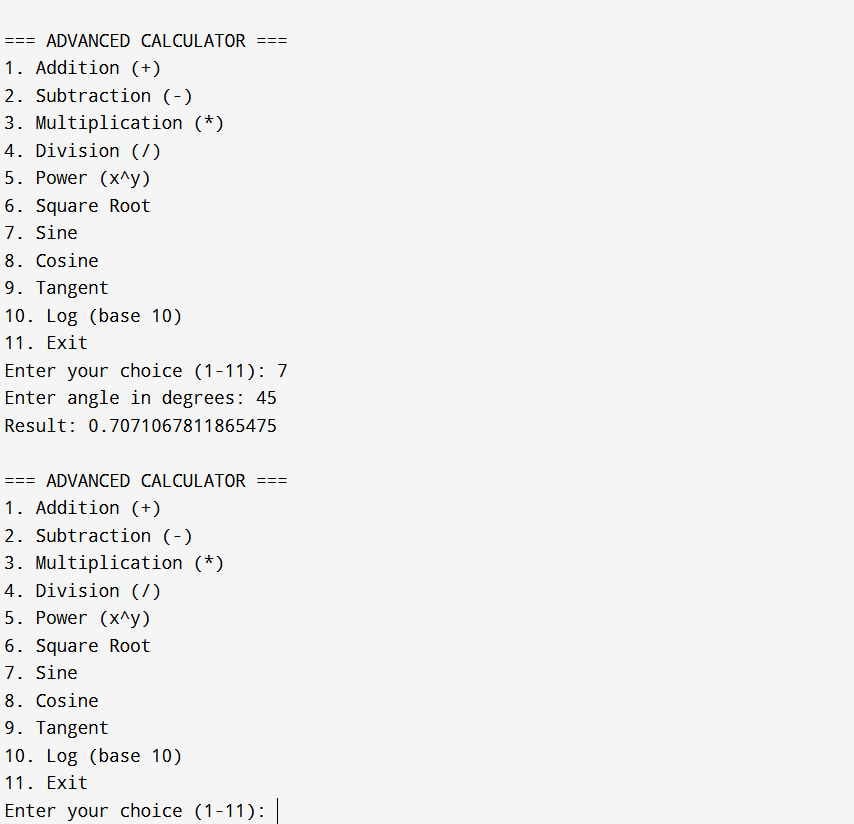 === ADVANCED CALCULATOR ===
1. Addition (+)
2. Subtraction (-)
3. Multiplication (*)
4. Division (/)
5. Power (x^y)
6. Square Root
7. Sine
8. Cosine
9. Tangent
10. Log (base 10)
11. Exit
Enter your choice (1-11): 7
Enter angle in degrees: 45
Result: 0.7071067811865475
=== ADVANCED CALCULATOR ===
1. Addition (+)
2. Subtraction (-)
3. Multiplication (*)
4. Division (/)
5. Power (x^y)
6. Square Root
7. Sine
8. Cosine
9. Tangent
10. Log (base 10)
11. Exit
Enter your choice (1-11):